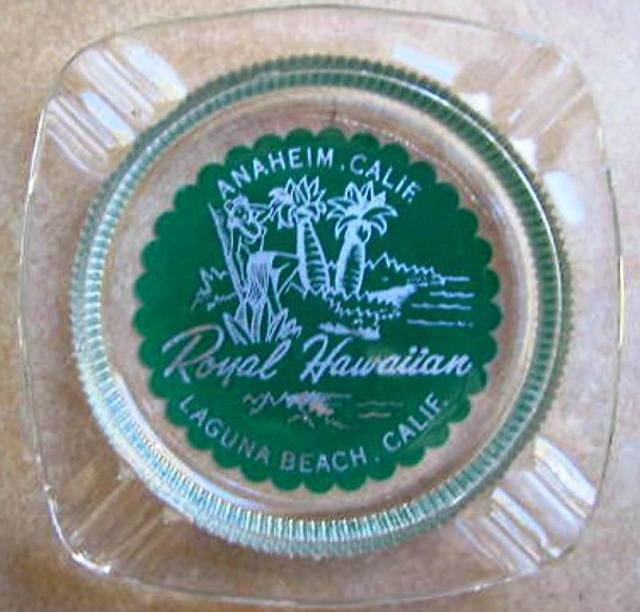 ANAHEIM, CALIF.
Royal Hawaiian
LAGUNA BEACH, CALIF.